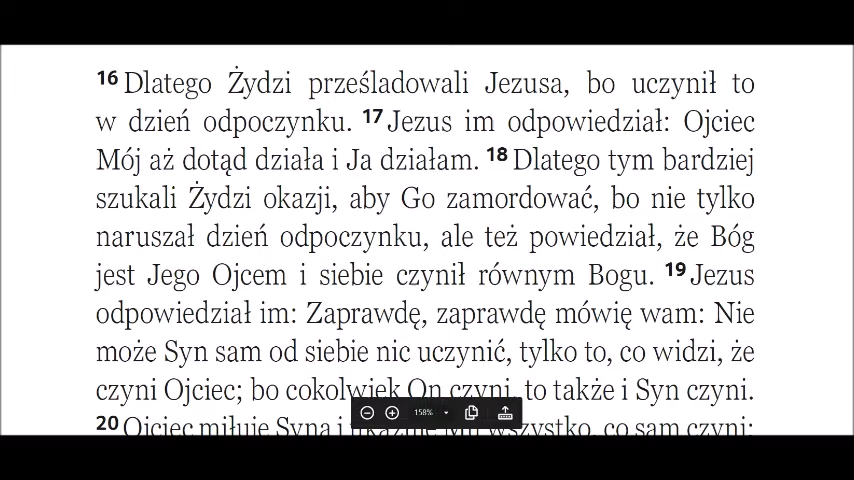 16 Dlatego Żydzi prześladowali Jezusa, bo uczynił to
w dzień odpoczynku. 17 Jezus im odpowiedział: Ojciec
Mój aż dotąd działa i Ja działam. 18 Dlatego tym bardziej
szukali Żydzi okazji, aby Go zamordować, bo nie tylko
naruszał dzień odpoczynku, ale też powiedział, że Bóg
jest Jego Ojcem i siebie czynił równym Bogu. 19 Jezus
odpowiedział im: Zaprawdę, zaprawdę mówię wam: Nie
może Syn sam od siebie nic uczynić, tylko to, co widzi, że
czyni Ojciec; bo cokolwiek On czyni, to także i Syn czyni.
158%
20 Ojciec miłuje Syna i wszystko, co sam czyni;